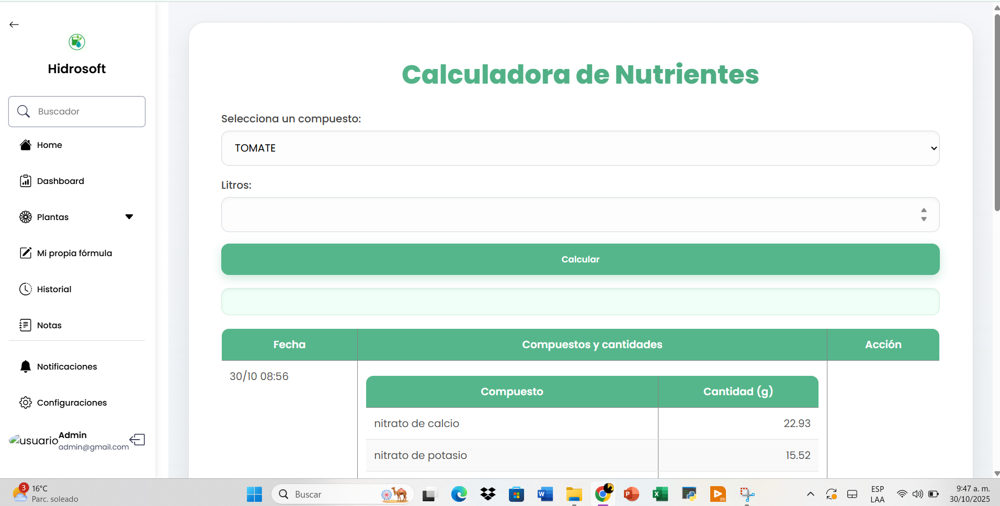 Hidrosoft
Buscador
Home
Dashboard
Plantas
Mi propia fórmula
Historial
Notas
Notificaciones
Configuraciones
usuario
Admin
admin@gmail.com
Calculadora de Nutrientes
Selecciona un compuesto:
TOMATE
Litros:
Calcular
Fecha Compuestos y cantidades Acción
30/10 08:56
Compuesto Cantidad (g)
nitrato de calcio 22.93
nitrato de potasio 15.52
3
16°C
Parc. soleado
Buscar
W
P
X
25
ESP
LAA
9:47 a. m.
30/10/2025